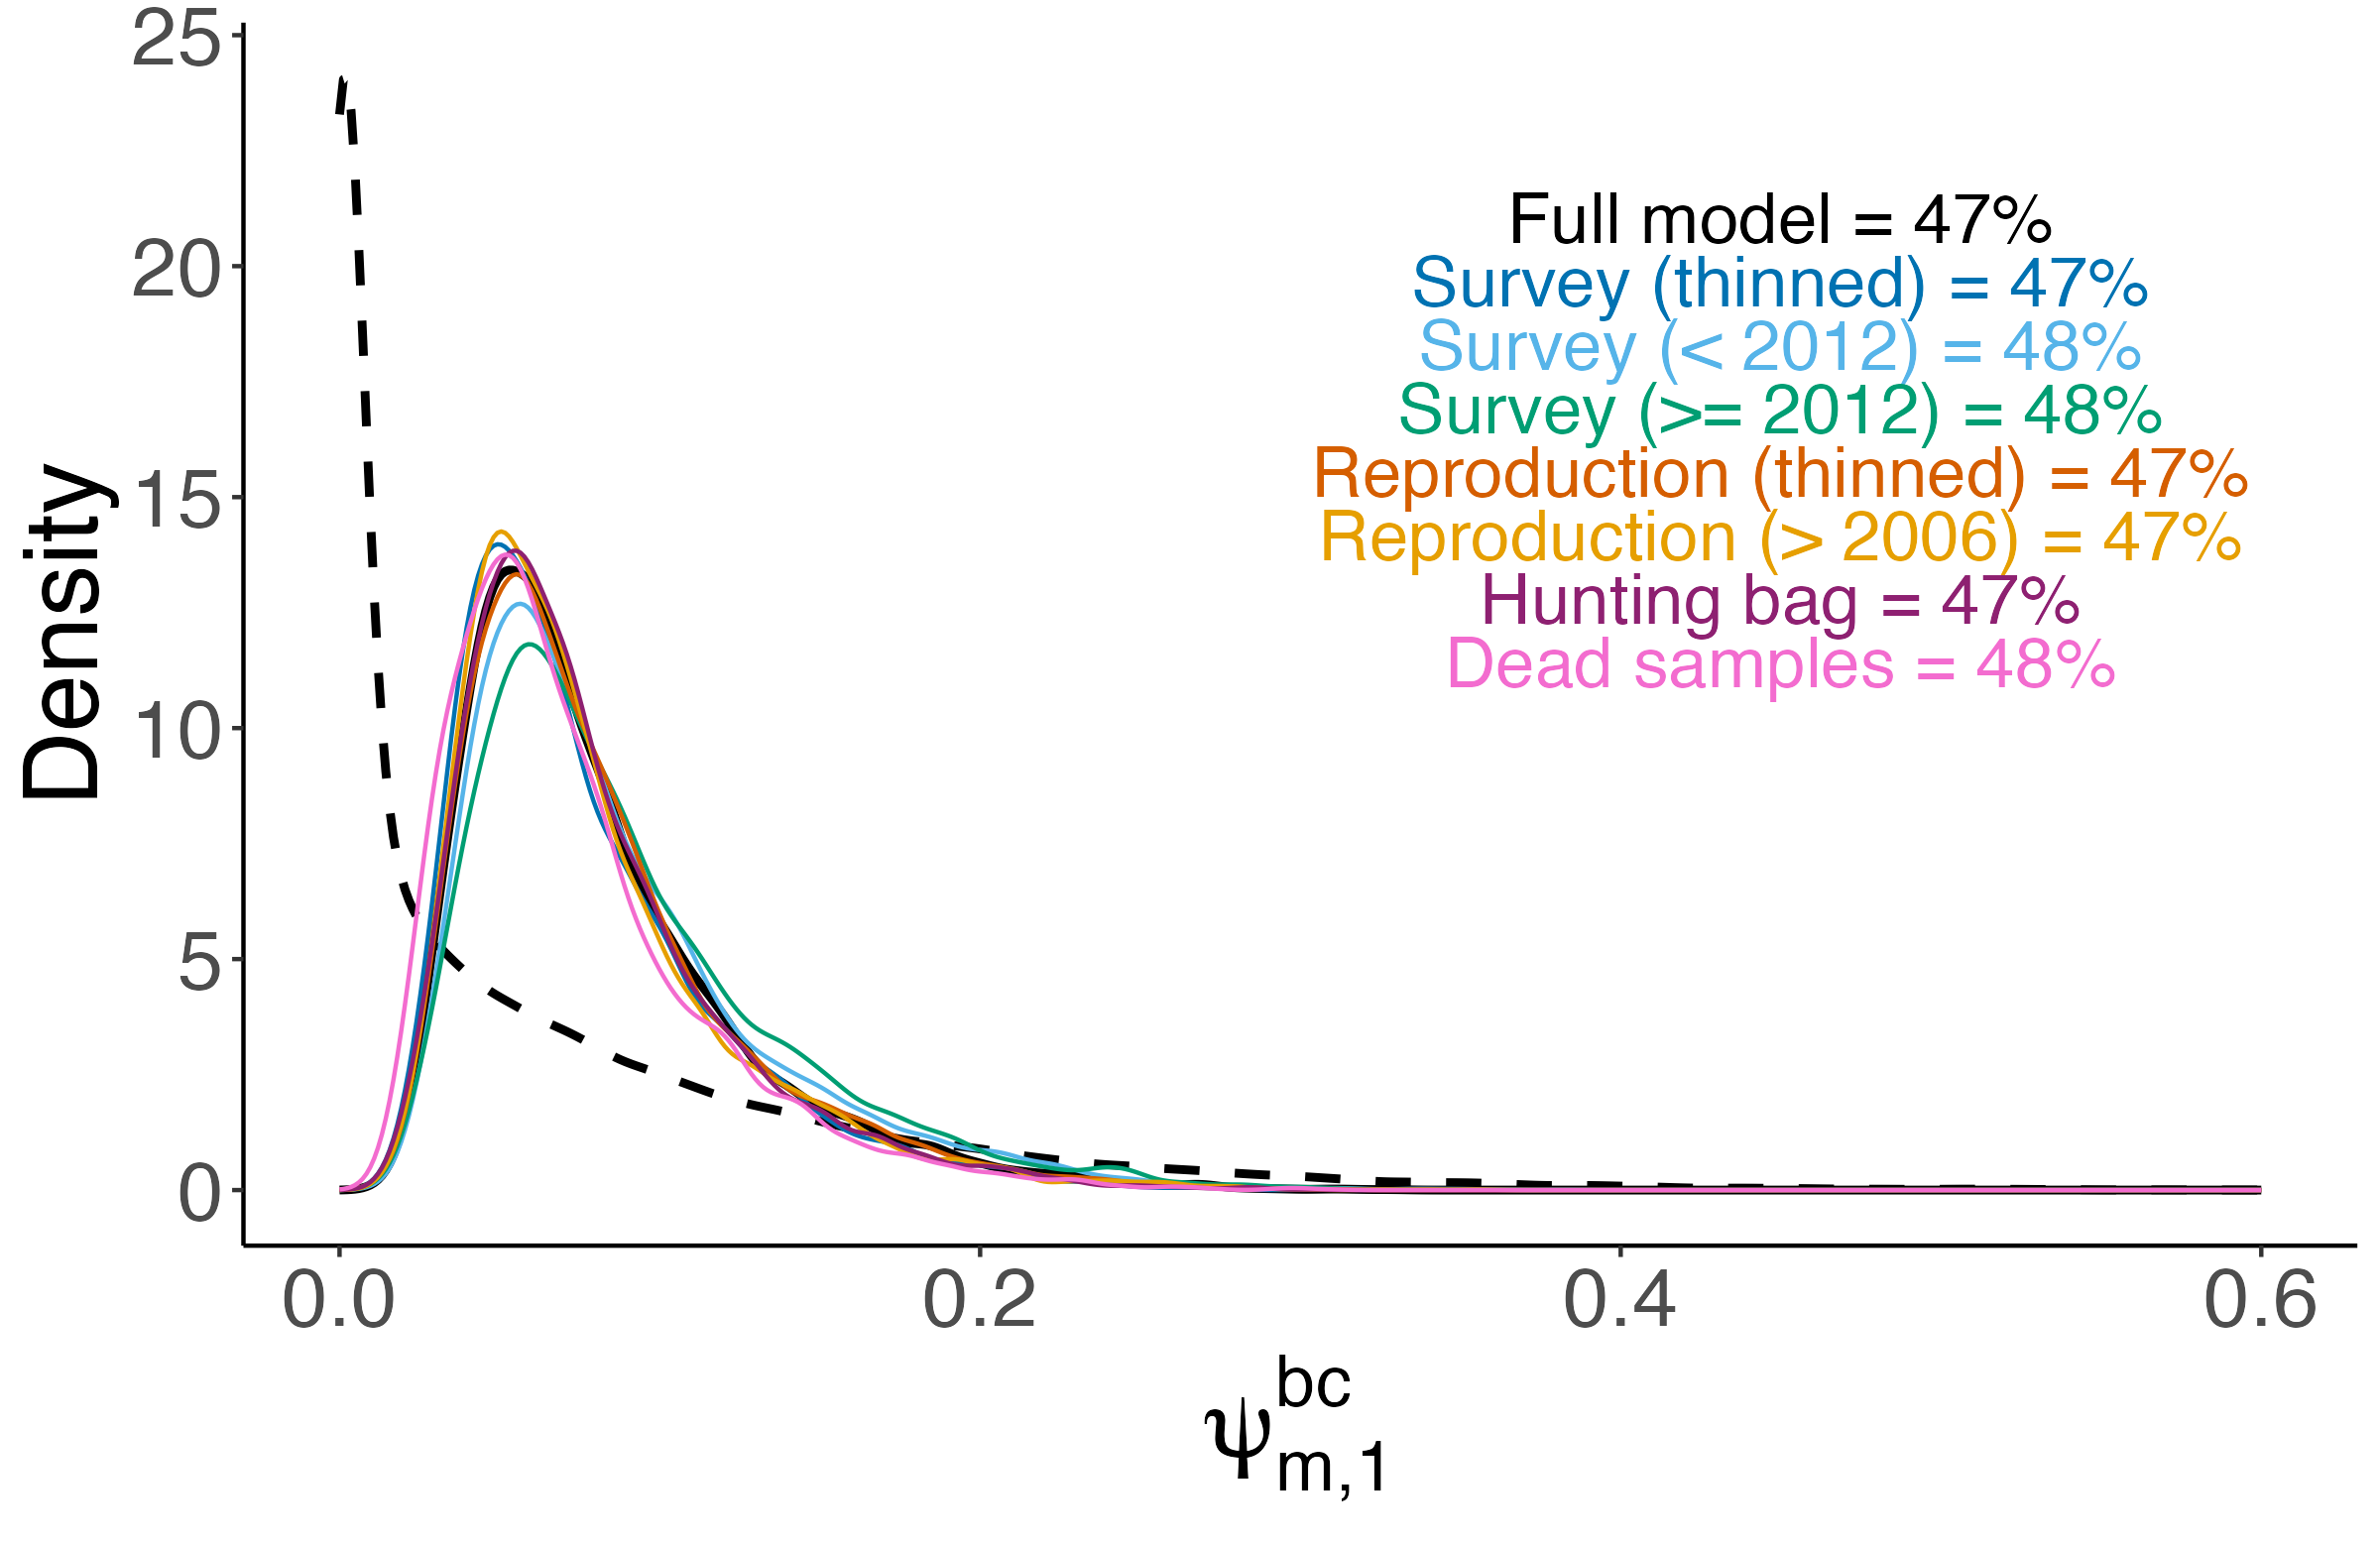 25
20
15
10
5
0
Density
Full model = 47%
Survey (thinned) = 47%
Survey (< 2012) = 48%
Survey (>= 2012) = 48%
Reproduction (thinned) = 47%
Reproduction (> 2006) = 47%
Hunting bag = 47%
Dead samples = 48%
0.0 0.2 0.4 0.6
ψ bc m,1